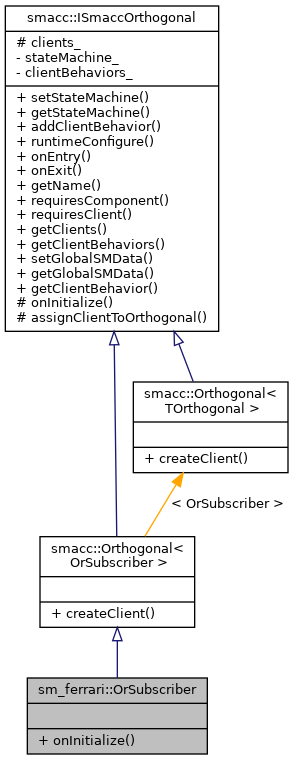 smacc::ISmaccOrthogonal
# clients_
- stateMachine_
- clientBehaviors_
+ setStateMachine()
+ getStateMachine()
+ addClientBehavior()
+ runtimeConfigure()
+ onEntry()
+ onExit()
+ getName()
+ requiresComponent()
+ requiresClient()
+ getClients()
+ getClientBehaviors()
+ setGlobalSMData()
+ getGlobalSMData()
+ getClientBehavior()
# onInitialize()
# assignClientToOrthogonal()
smacc::Orthogonal<
TOrthogonal >
+ createClient()
< OrSubscriber >
smacc::Orthogonal<
OrSubscriber >
+ createClient()
sm_ferrari::OrSubscriber
+ onInitialize()